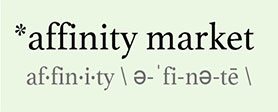 *affinity market
af·fin·i·ty \ ə-ˈfi-nə-tē \